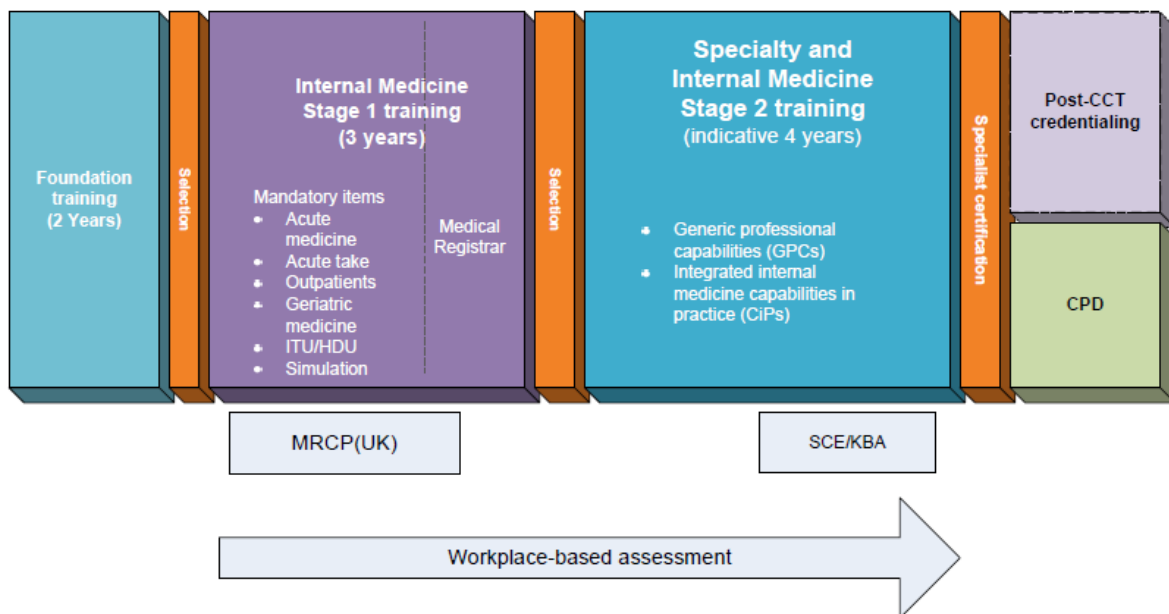 Foundation
training
(2 Years)
Selection
Internal Medicine
Stage 1 training
(3 years)
Mandatory items
• Acute
medicine
• Acute take
• Outpatients
• Geriatric
medicine
• ITU/HDU
• Simulation
Medical
Registrar
Selection
Specialty and
Internal Medicine
Stage 2 training
(indicative 4 years)
• Generic professional
capabilities (GPCs)
• Integrated internal
medicine capabilities in
practice (CiPs)
Specialist certification
Post-CCT
credentialing
CPD
MRCP(UK)
SCE/KBA
Workplace-based assessment